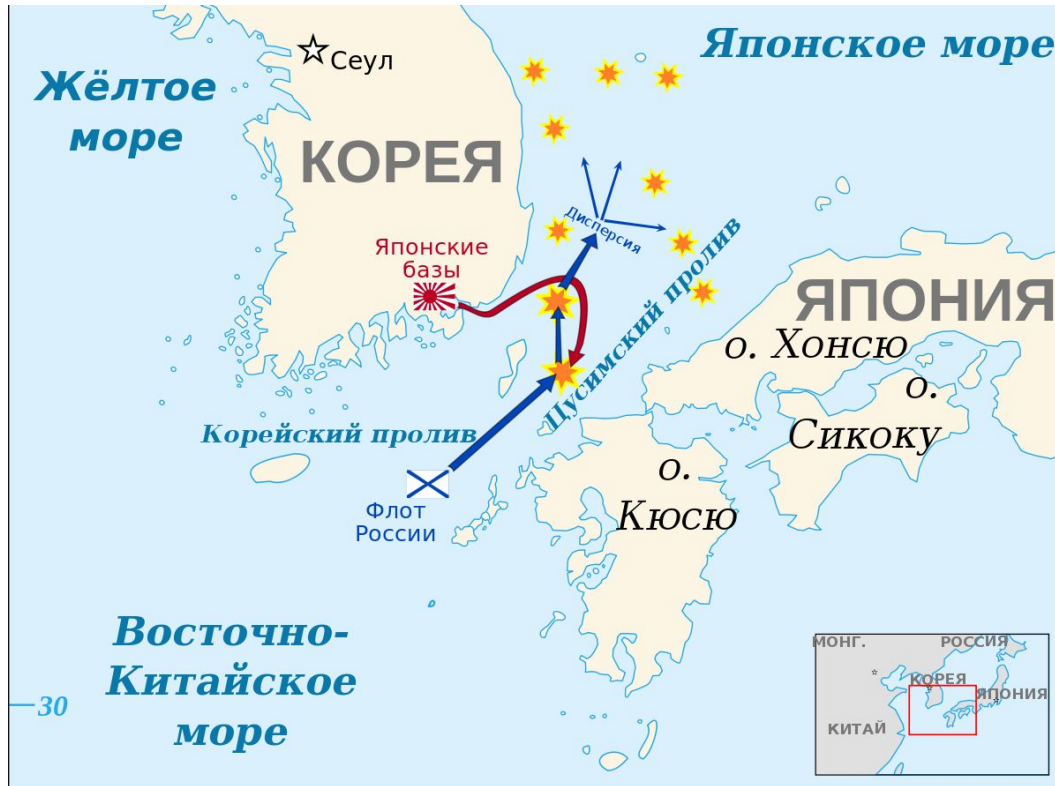 Японское море
Сеул
Жёлтое
море
КОРЕЯ
Дисперсия
Японские
базы
Цусимский пролив
ЯПОНИЯ
о. Хонсю
о.
Сикоку
Корейский пролив
о.
Кюсю
Флот
России
Восточно-
Китайское
море
30
МОНГ.
РОССИЯ
КОРЕЯ
ЯПОНИЯ
КИТАЙ